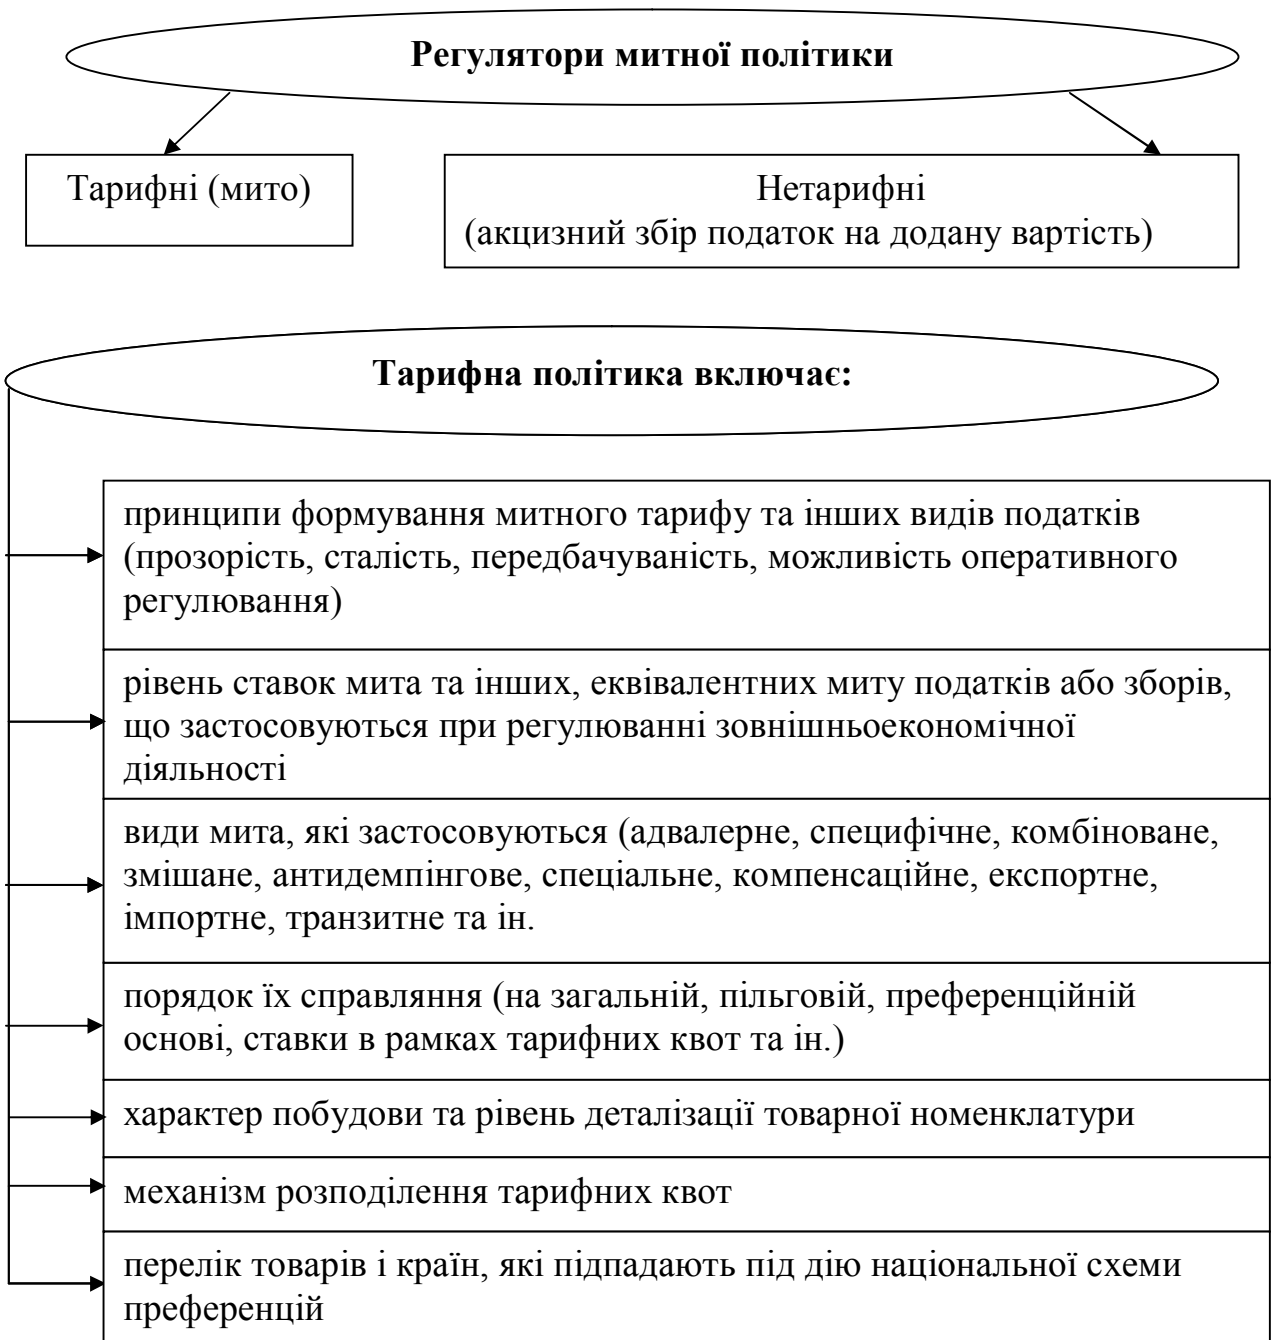 Регулятори митної політики
Тарифні (мито)
Нетарифні
(акцизний збір податок на додану вартість)
Тарифна політика включає:
принципи формування митного тарифу та інших видів податків
(прозорість, сталість, передбачуваність, можливість оперативного
регулювання)
рівень ставок мита та інших, еквівалентних миту податків або зборів,
що застосовуються при регулюванні зовнішньоекономічної
діяльності
види мита, які застосовуються (адвалерне, специфічне, комбіноване,
змішане, антидемпінгове, спеціальне, компенсаційне, експортне,
імпортне, транзитне та ін.
порядок їх справляння (на загальній, пільговій, преференційній
основі, ставки в рамках тарифних квот та ін.)
характер побудови та рівень деталізації товарної номенклатури
механізм розподілення тарифних квот
перелік товарів і країн, які підпадають під дію національної схеми
преференцій